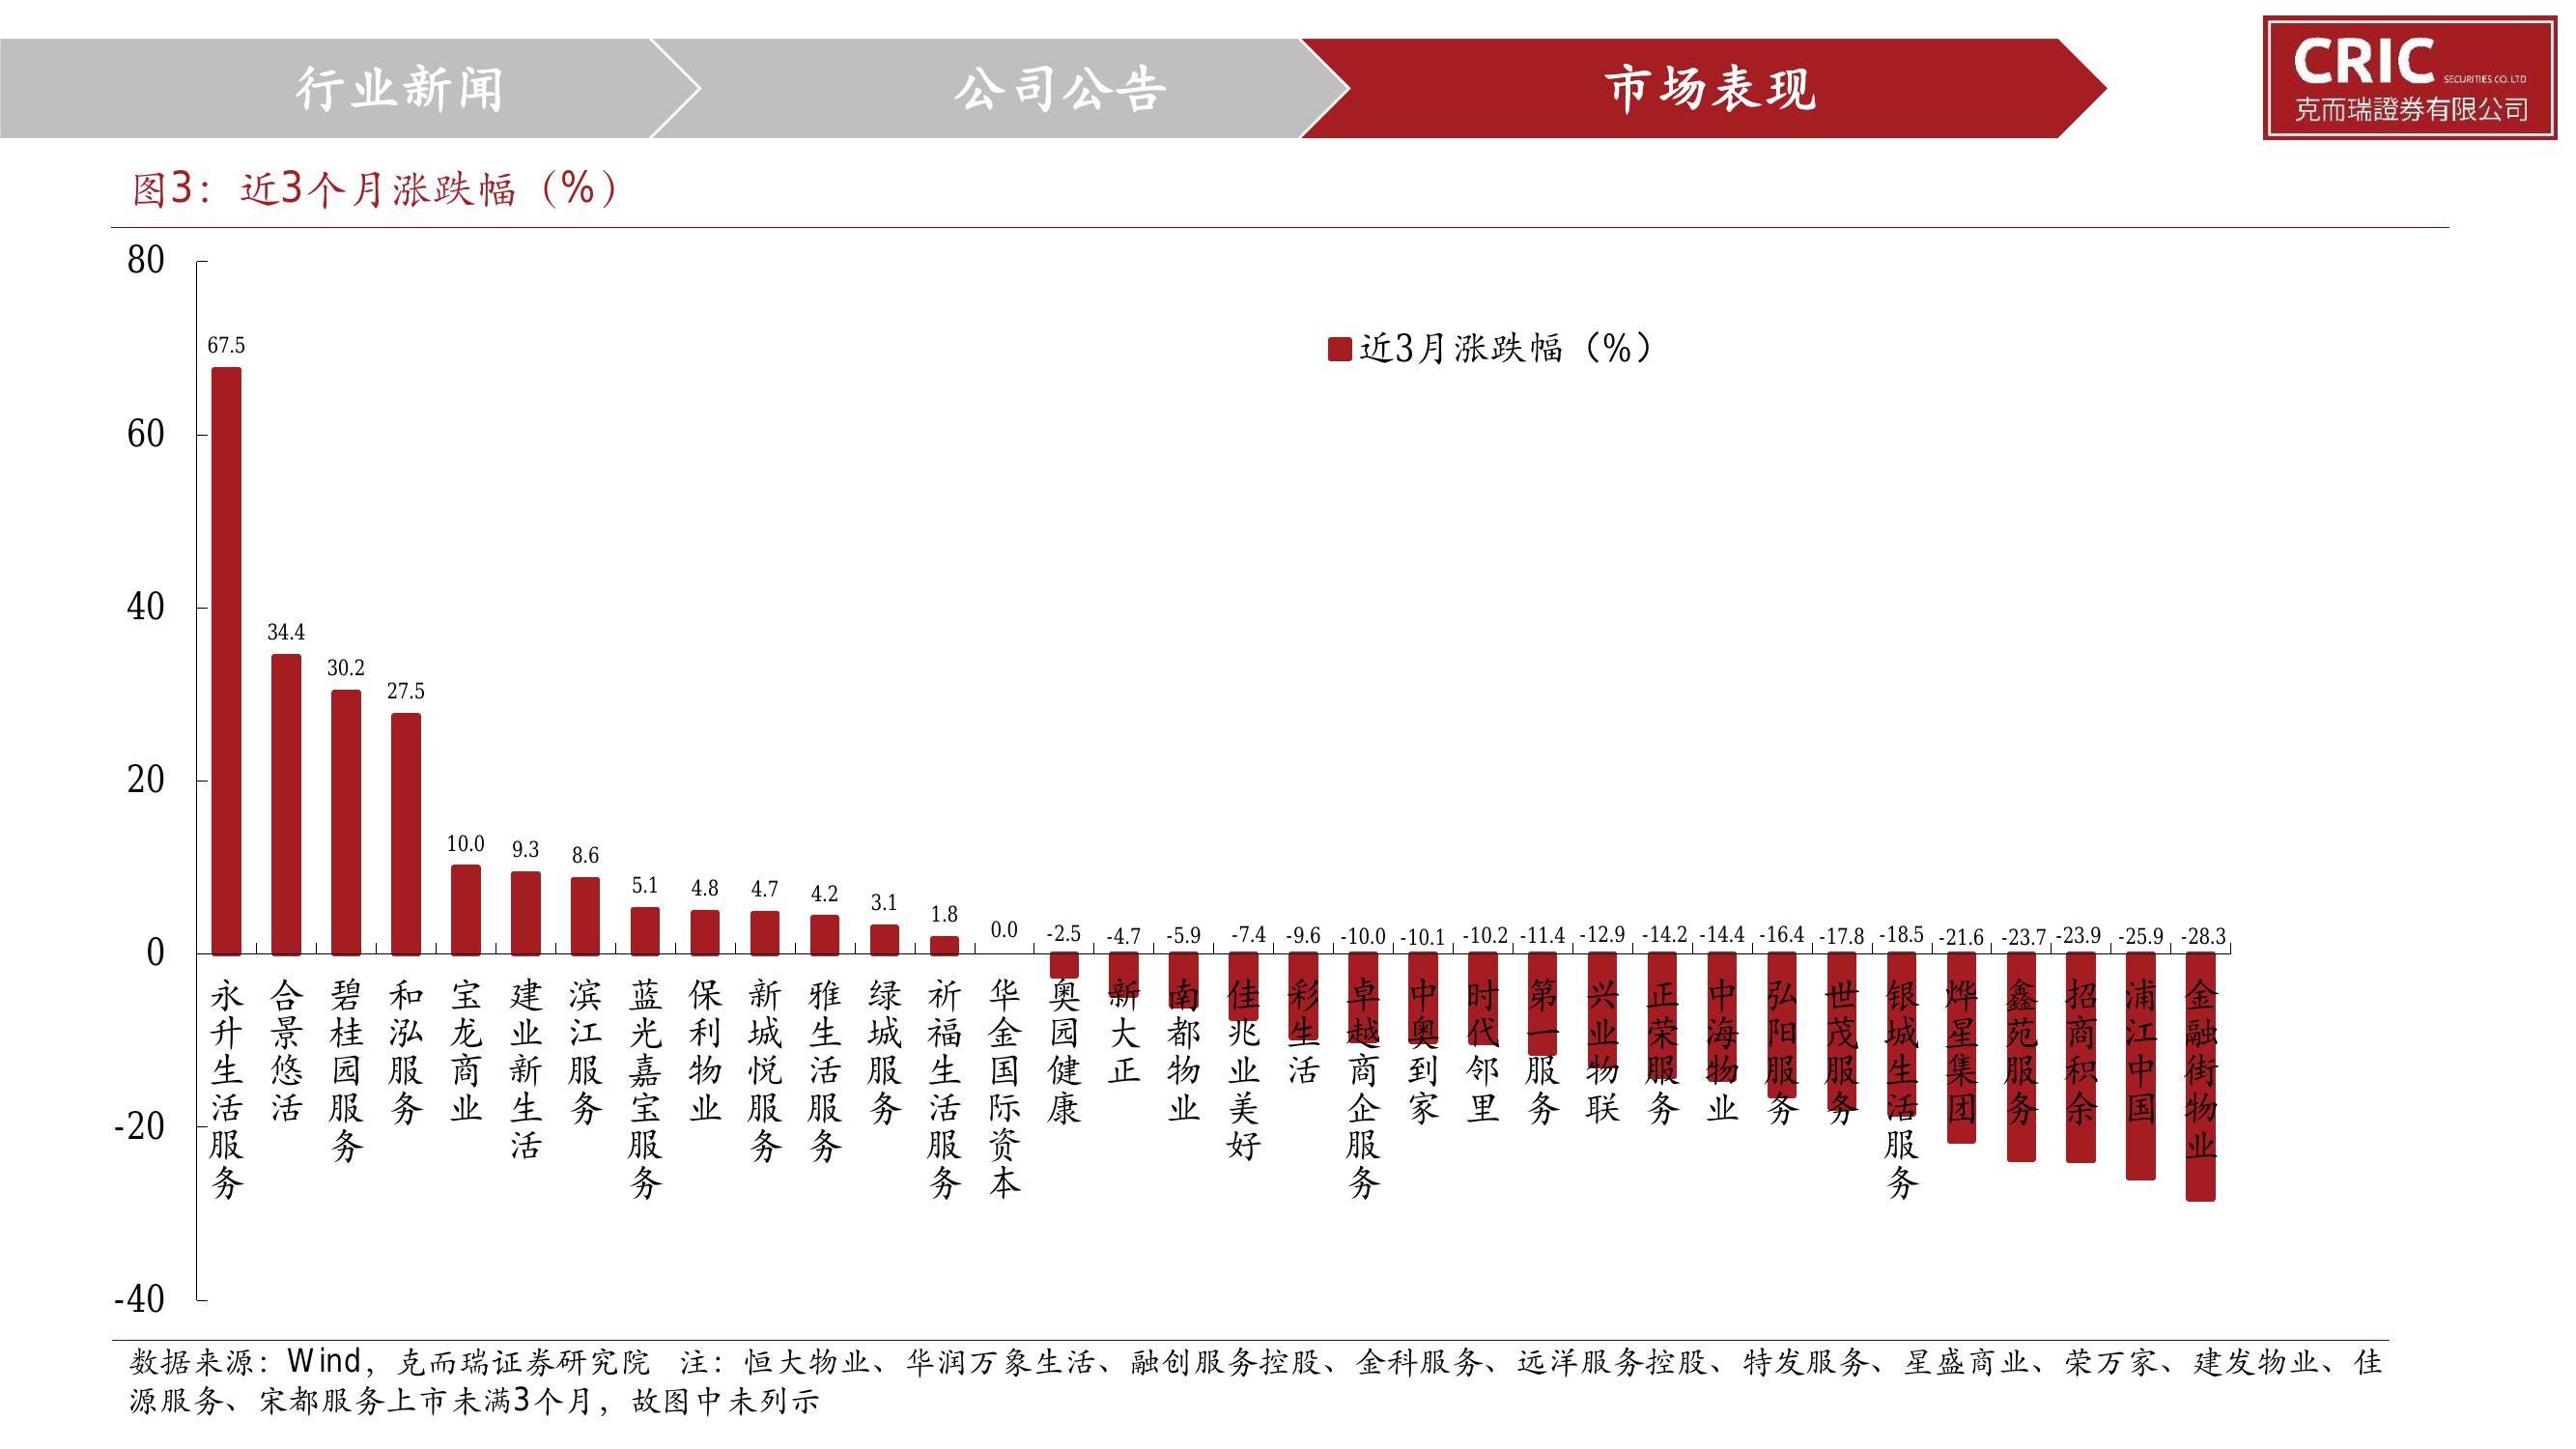 行业新闻
公司公告
市场表现
CRIC SECURITIES CO. LTD
克而瑞證券有限公司
图3：近3个月涨跌幅（%）
80
60
40
20
0
-20
-40
近3月涨跌幅（%）
67.5
34.4
30.2
27.5
10.0
9.3
8.6
5.1
4.8
4.7
4.2
3.1
1.8
0.0
-2.5
-4.7
-5.9
-7.4
-9.6
-10.0
-10.1
-10.2
-11.4
-12.9
-14.2
-14.4
-16.4
-17.8
-18.5
-21.6
-23.7
-23.9
-25.9
-28.3
永升生活服务
合景悠活
碧桂园服务
和泓服务
宝龙商业
建业新生活
滨江服务
蓝光嘉宝服务
保利物业
新城悦服务
雅生活服务
绿城服务
祈福生活服务
华金国际资本
奥园健康
新大正
南都物业
佳兆业美好
彩生活
卓越商企服务
中奥到家
时代邻里
第一服务
兴业物联
正荣服务
中海物业
弘阳服务
世茂服务
银城生活服务
烨星集团
鑫苑服务
招商积余
浦江中国
金融街物业
数据来源：Wind，克而瑞证券研究院 注：恒大物业、华润万象生活、融创服务控股、金科服务、远洋服务控股、特发服务、星盛商业、荣万家、建发物业、佳
源服务、宋都服务上市未满3个月，故图中未列示